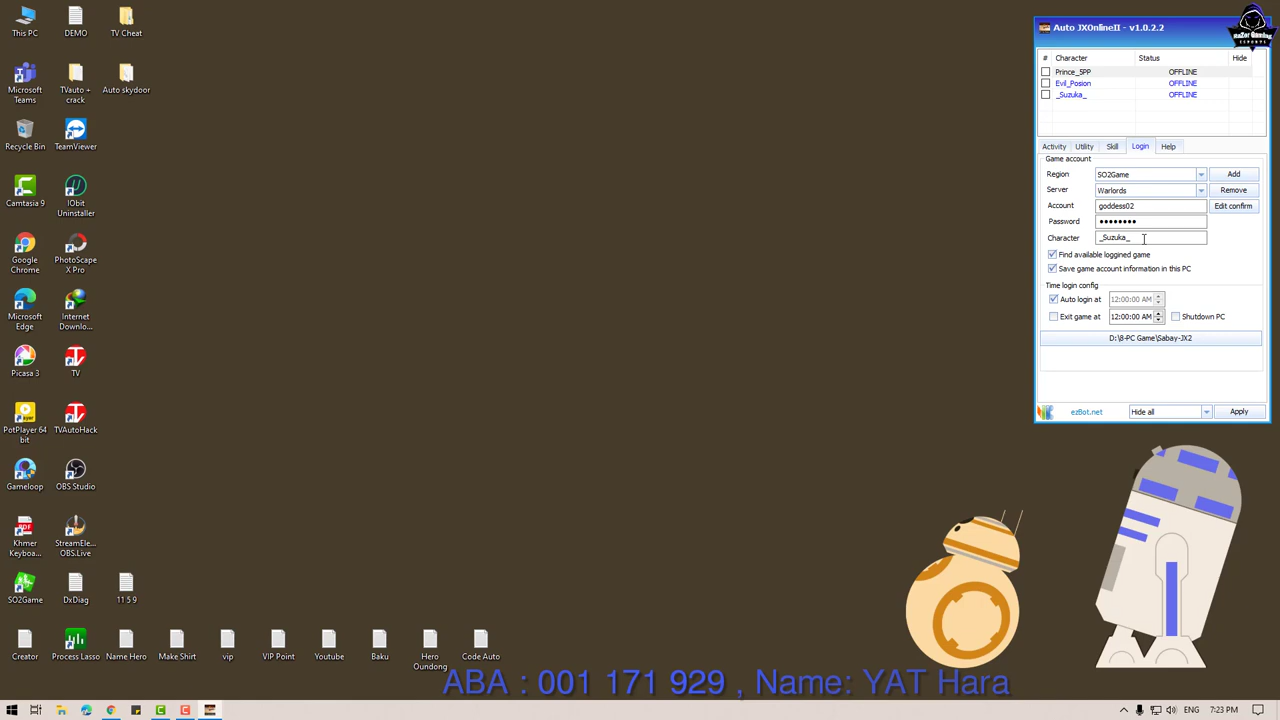 This PC
DEMO
TV Cheat
Microsoft Teams
TVauto + crack
Auto skydoor
Recycle Bin
TeamViewer
Camtasia 9
IObit Uninstaller
Google Chrome
PhotoScape X Pro
Microsoft Edge
Internet Downlo...
Picasa 3
TV
PotPlayer 64 bit
TVAutoHack
Gameloop
OBS Studio
Khmer Keyboa...
StreamEle... OBS.Live
SO2Game
DxDiag
11 5 9
Creator
Process Lasso
Name Hero
Make Shirt
vip
VIP Point
Youtube
Baku
Hero Oundong
Code Auto
Auto JXOnlineII - v1.0.2.2
RaZor Gaming
ESPORTS
# Character Status Hide
Prince_5PP OFFLINE
Evil_Posion OFFLINE
_Suzuka_ OFFLINE
Activity Utility Skill Login Help
Game account
Region SO2Game Add
Server Warlords Remove
Account goddess02 Edit confirm
Password ●●●●●●●●
Character _Suzuka_
Find available loggined game
Save game account information in this PC
Time login config
Auto login at 12:00:00 AM
Exit game at 12:00:00 AM Shutdown PC
D:\8-PC Game\Sabay-JX2
ezBot.net Hide all Apply
ABA : 001 171 929 , Name: YAT Hara
ENG 7:23 PM